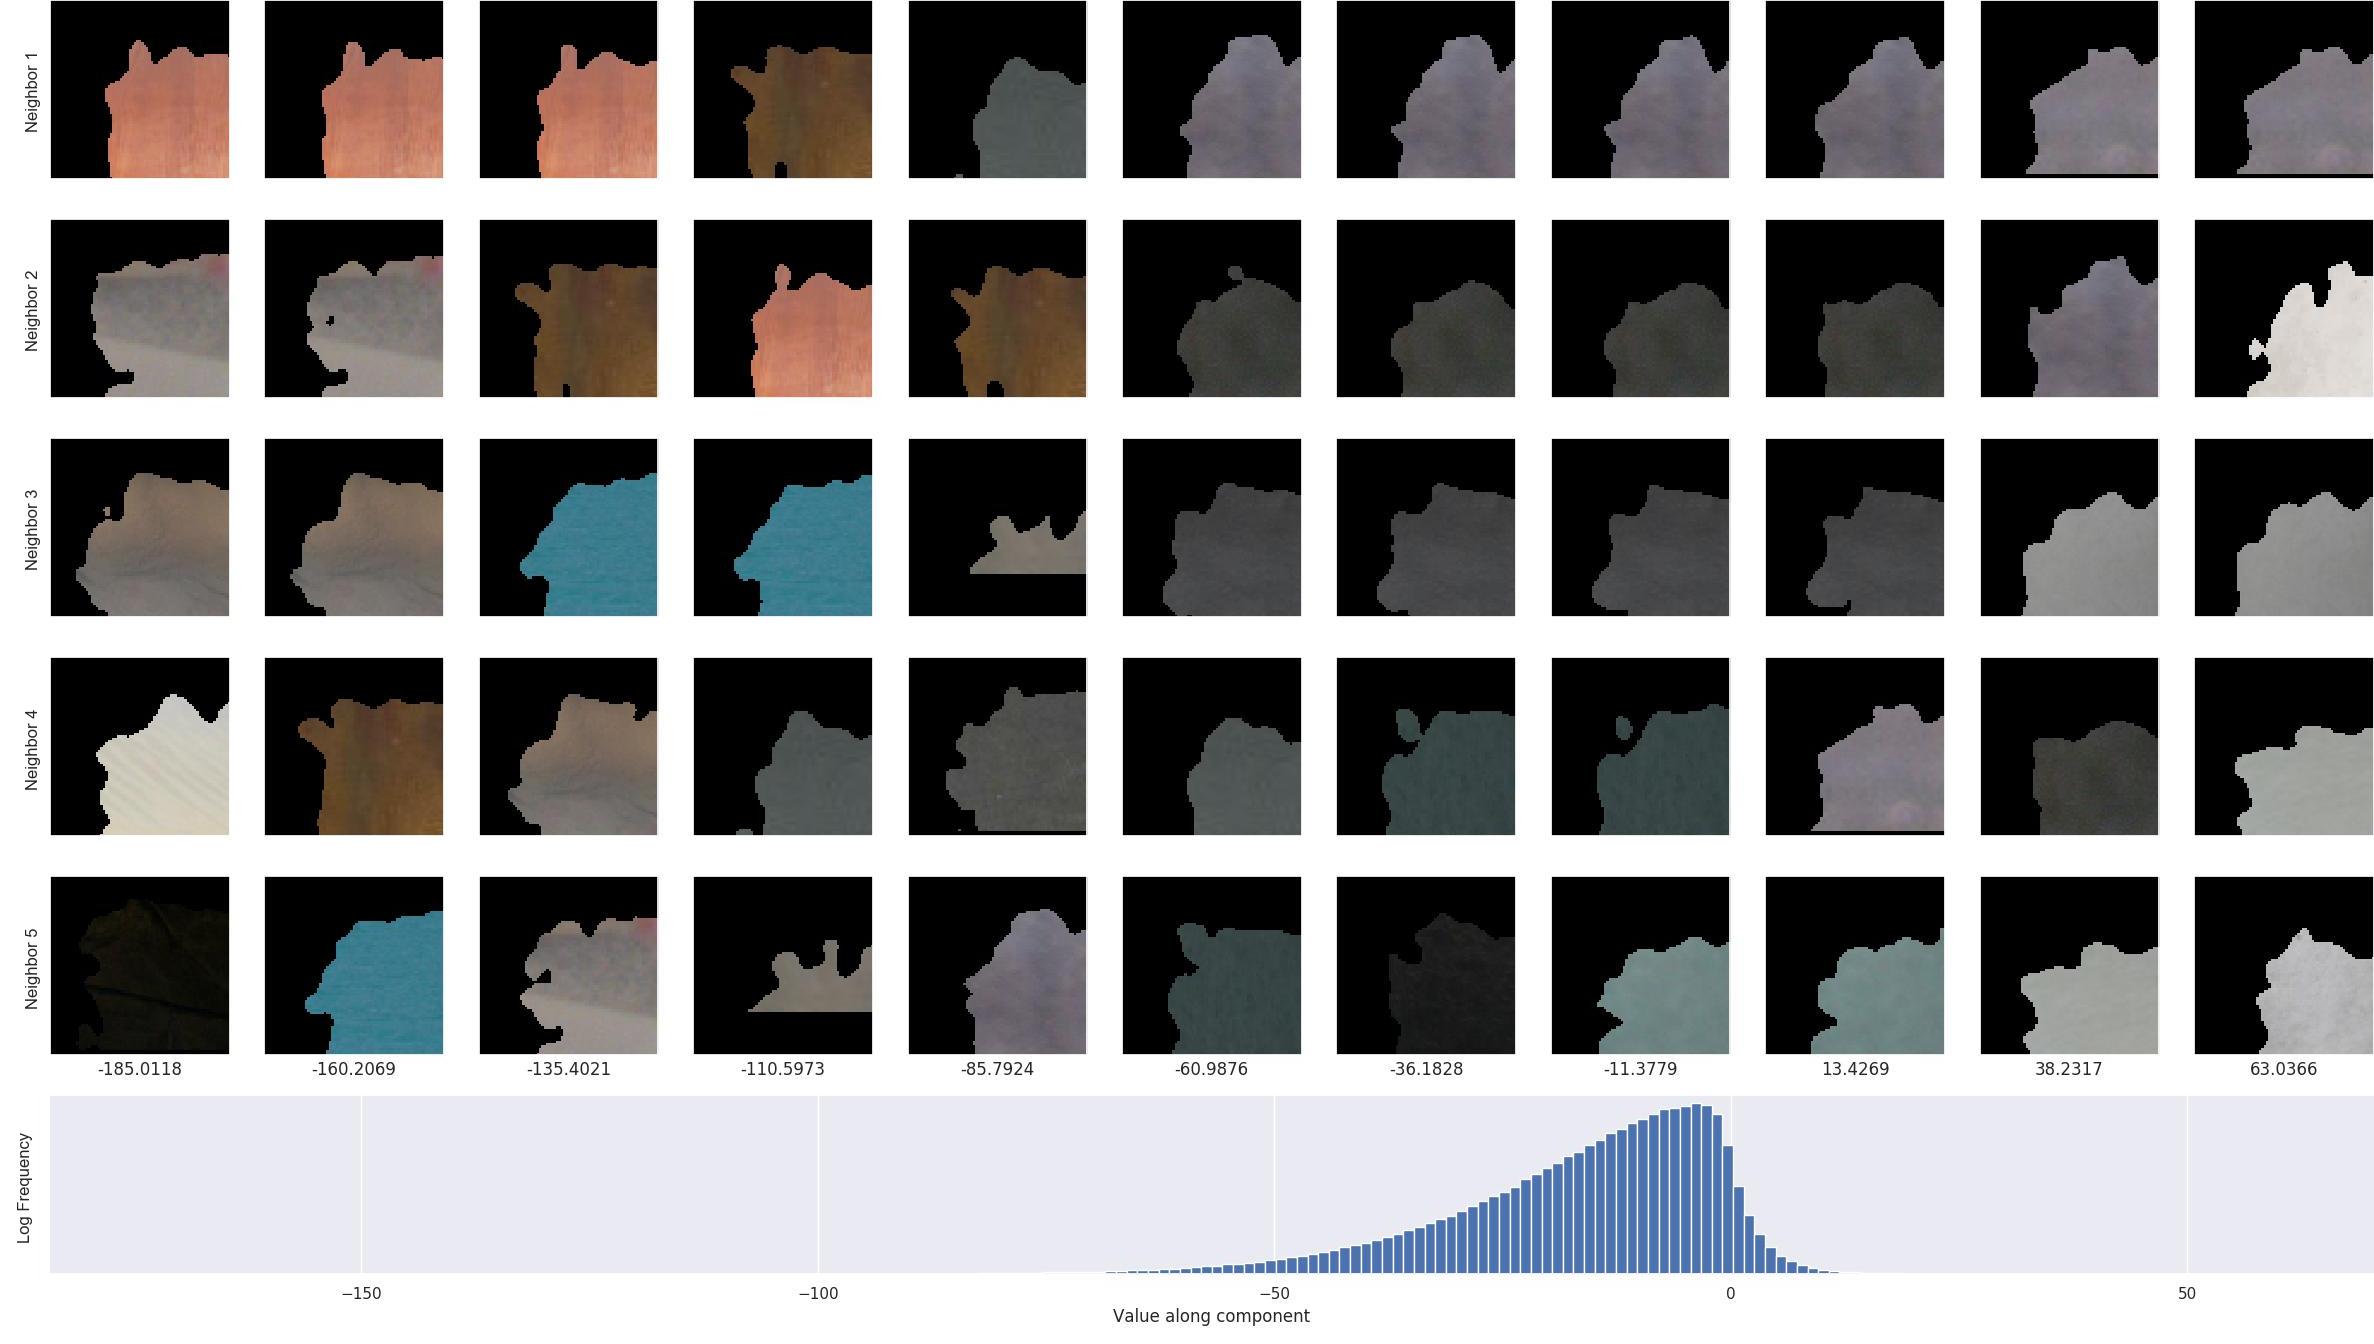 Neighbor 1
Neighbor 2
Neighbor 3
Neighbor 4
Neighbor 5
-185.0118 -160.2069 -135.4021 -110.5973 -85.7924 -60.9876 -36.1828 -11.3779 13.4269 38.2317 63.0366
Log Frequency
−150 −100 −50 0 50
Value along component